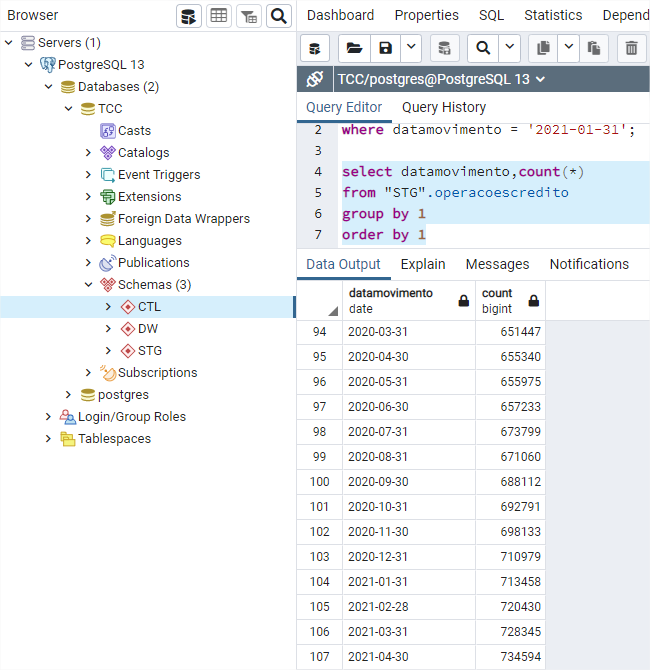 Browser
Servers (1)
PostgreSQL 13
Databases (2)
TCC
Casts
Catalogs
Event Triggers
Extensions
Foreign Data Wrappers
Languages
Publications
Schemas (3)
CTL
DW
STG
Subscriptions
postgres
Login/Group Roles
Tablespaces
Dashboard Properties SQL Statistics Depend
TCC/postgres@PostgreSQL 13
Query Editor Query History
2 where datamovimento = '2021-01-31';
3
4 select datamovimento,count(*)
5 from "STG".operacoescredito
6 group by 1
7 order by 1
Data Output Explain Messages Notifications
datamovimento count
date bigint
94 2020-03-31 651447
95 2020-04-30 655340
96 2020-05-31 655975
97 2020-06-30 657233
98 2020-07-31 673799
99 2020-08-31 671060
100 2020-09-30 688112
101 2020-10-31 692791
102 2020-11-30 698133
103 2020-12-31 710979
104 2021-01-31 713458
105 2021-02-28 720430
106 2021-03-31 728345
107 2021-04-30 734594